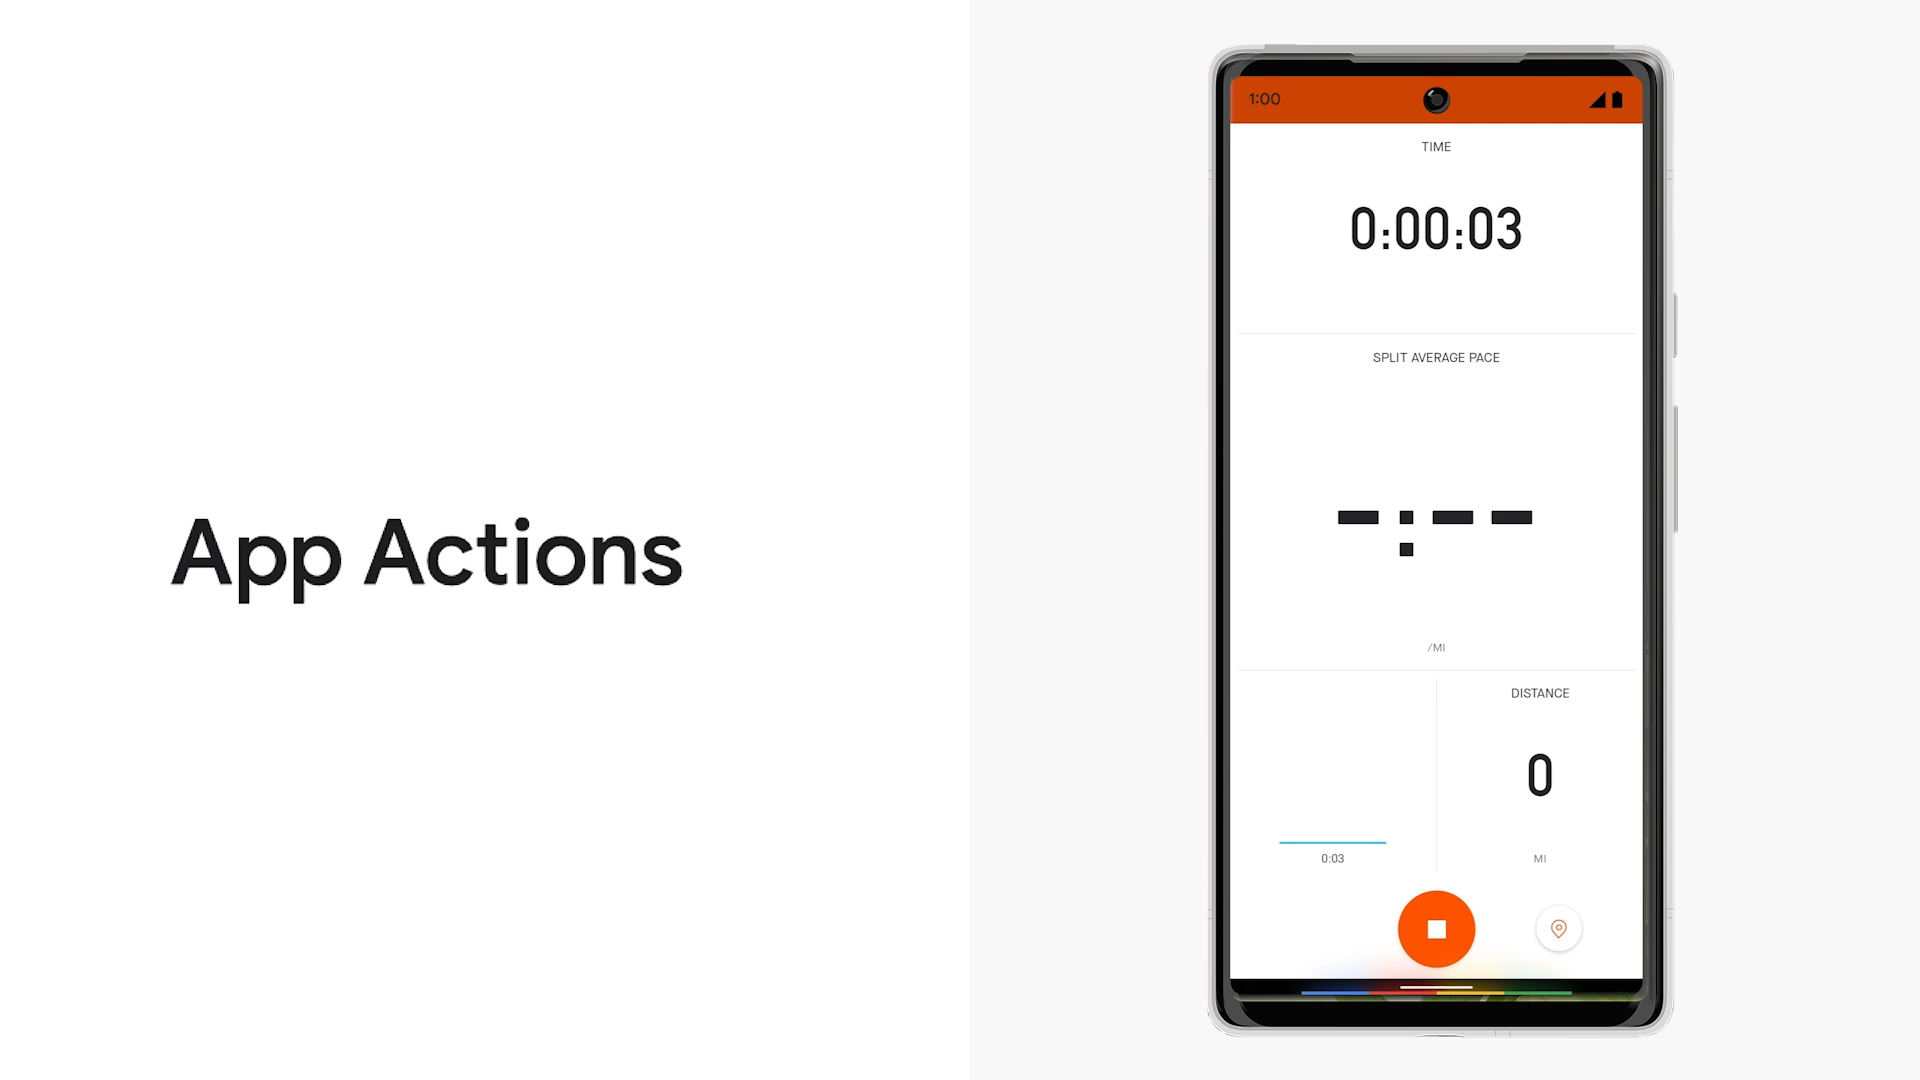 App Actions
1:00
TIME
0:00:03
SPLIT AVERAGE PACE
-:--
/MI
DISTANCE
0
0:03
MI